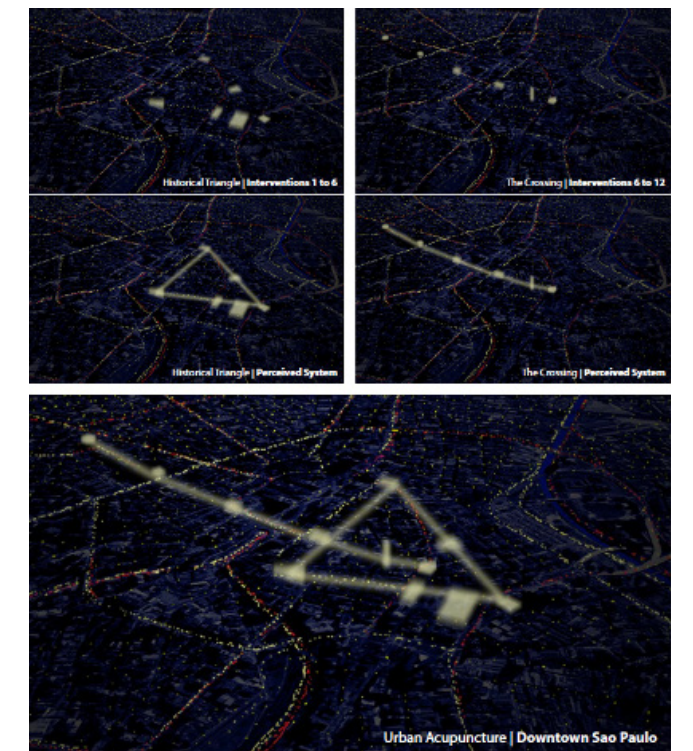 Historical Triangle | Interventions 1 to 6
The Crossing | Interventions 6 to 12
Historical Triangle | Perceived System
The Crossing | Perceived System
Urban Acupuncture | Downtown Sao Paulo